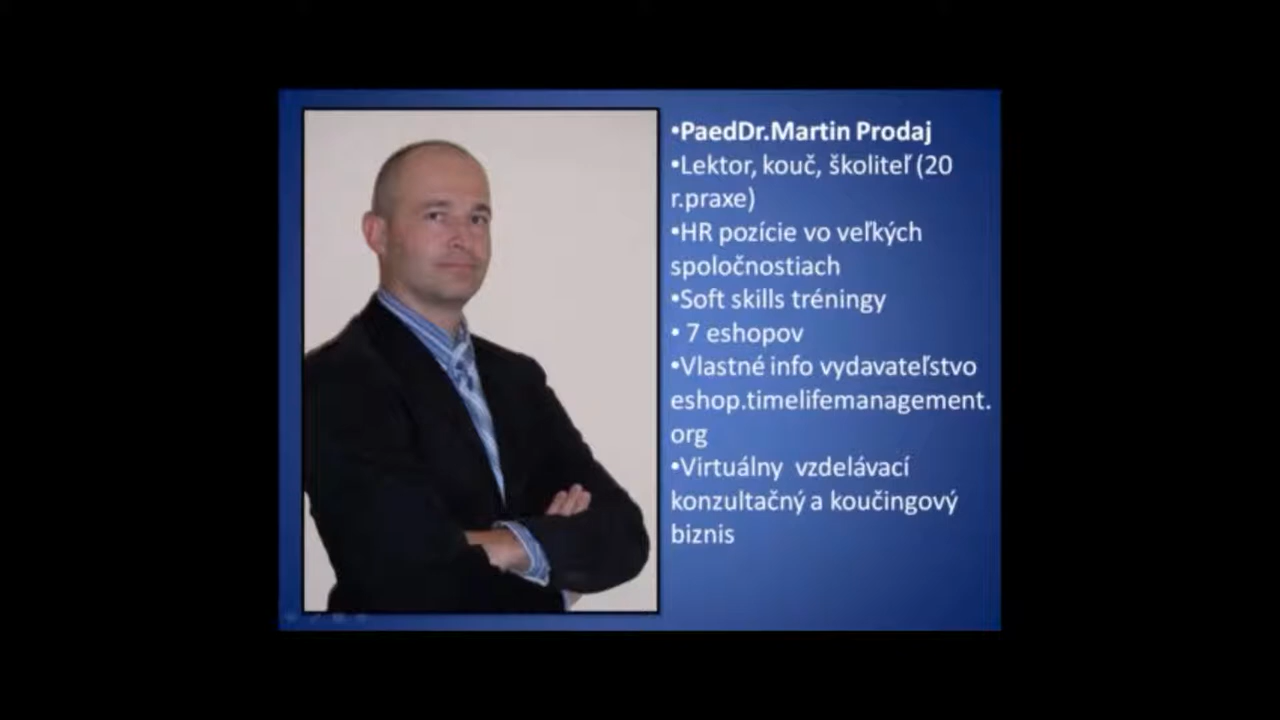 •PaedDr.Martin Prodaj
•Lektor, kouč, školiteľ (20
r.praxe)
•HR pozície vo veľkých
spoločnostiach
•Soft skills tréningy
• 7 eshopov
•Vlastné info vydavateľstvo
eshop.timelifemanagement.
org
•Virtuálny  vzdelávací
konzultačný a koučingový
biznis